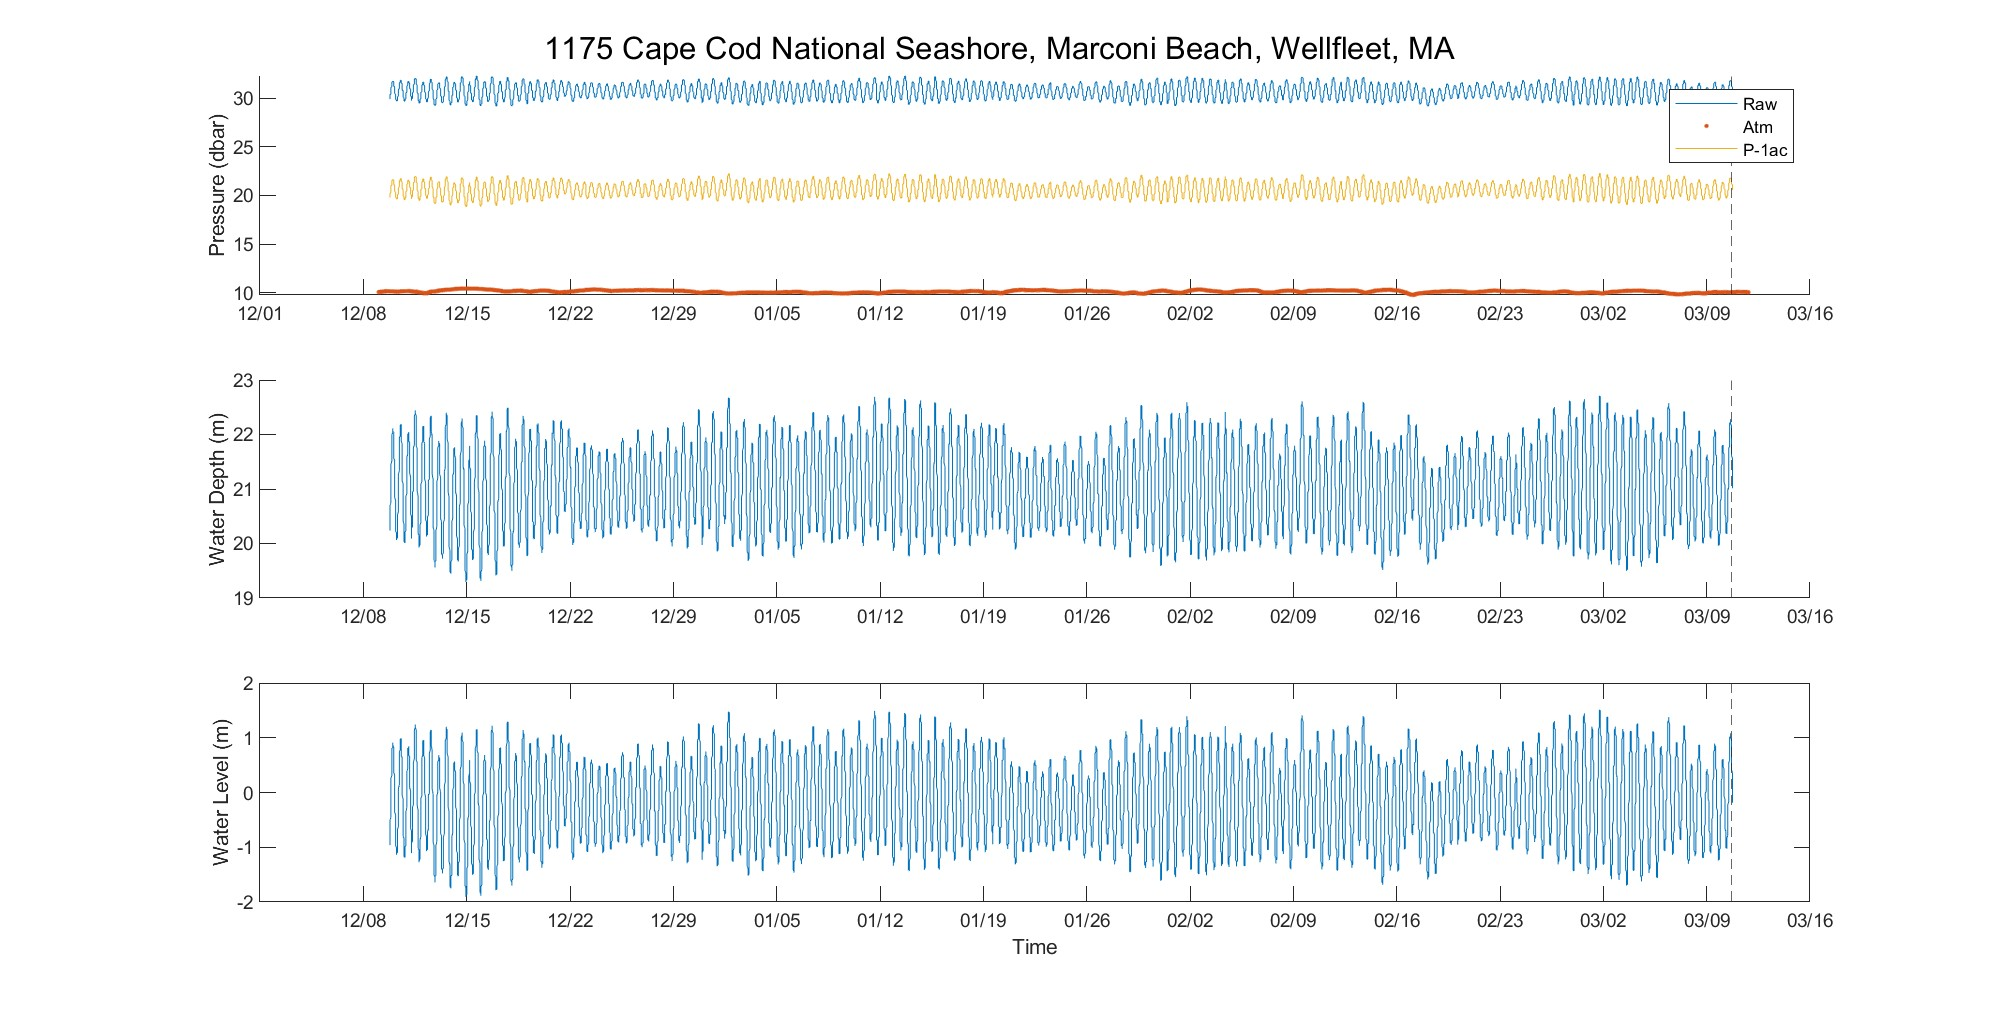 1175 Cape Cod National Seashore, Marconi Beach, Wellfleet, MA
Pressure (dbar)
30
25
20
15
10
Raw
Atm
P-1ac
12/01 12/08 12/15 12/22 12/29 01/05 01/12 01/19 01/26 02/02 02/09 02/16 02/23 03/02 03/09 03/16
Water Depth (m)
23
22
21
20
19
12/08 12/15 12/22 12/29 01/05 01/12 01/19 01/26 02/02 02/09 02/16 02/23 03/02 03/09 03/16
Water Level (m)
2
1
0
-1
-2
12/08 12/15 12/22 12/29 01/05 01/12 01/19 01/26 02/02 02/09 02/16 02/23 03/02 03/09 03/16
Time